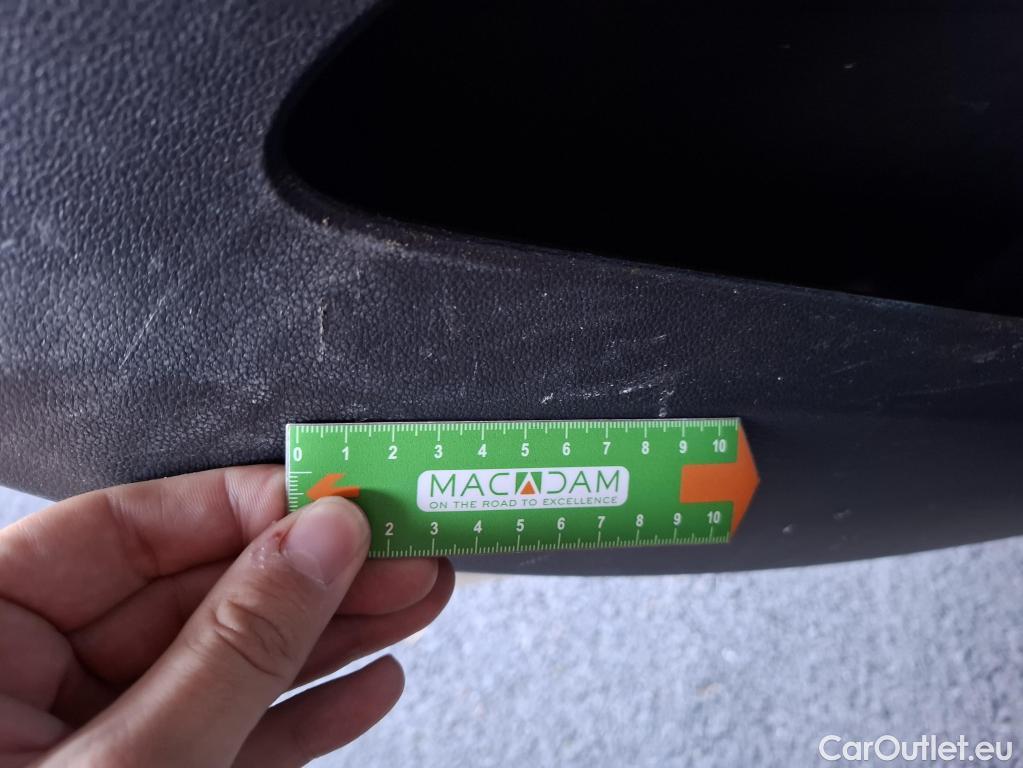 0 1 2 3 4 5 6 7 8 9 10
MACADAM
ON THE ROAD TO EXCELLENCE
2 3 4 5 6 7 8 9 10
CarOutlet.eu